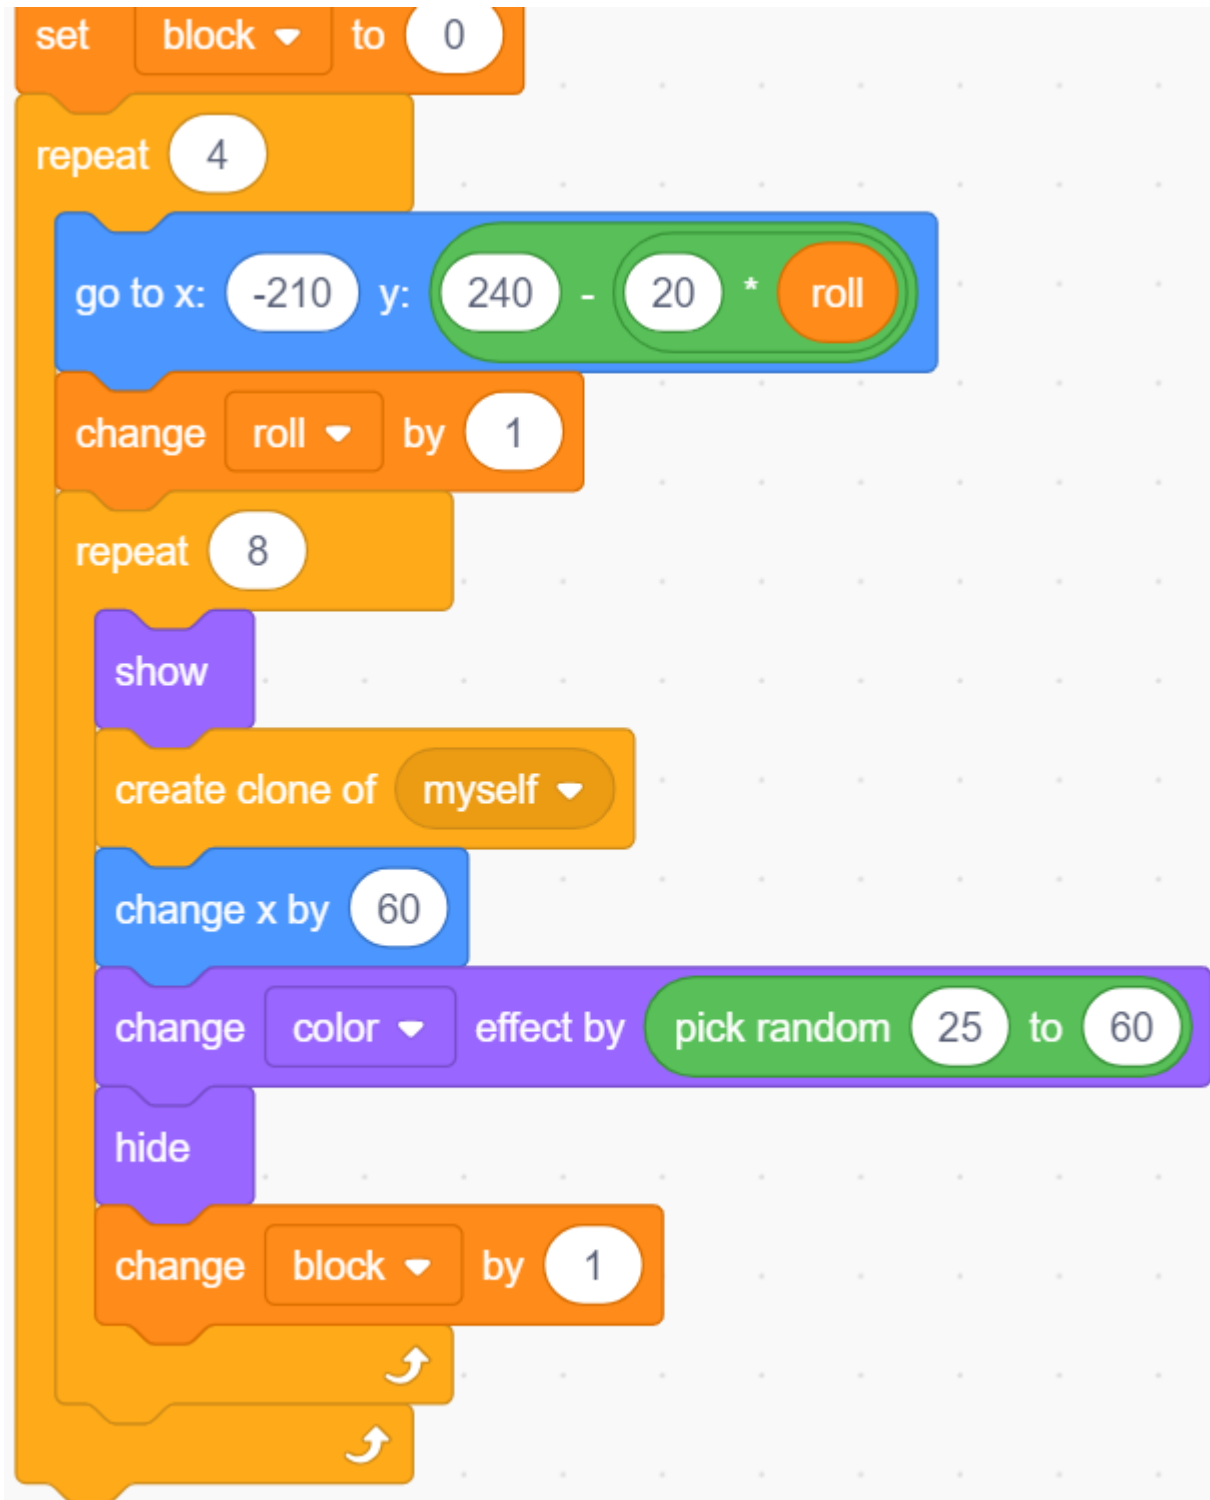 set block to 0
repeat 4
go to x: -210 y: 240 - 20 * roll
change roll by 1
repeat 8
show
create clone of myself
change x by 60
change color effect by pick random 25 to 60
hide
change block by 1